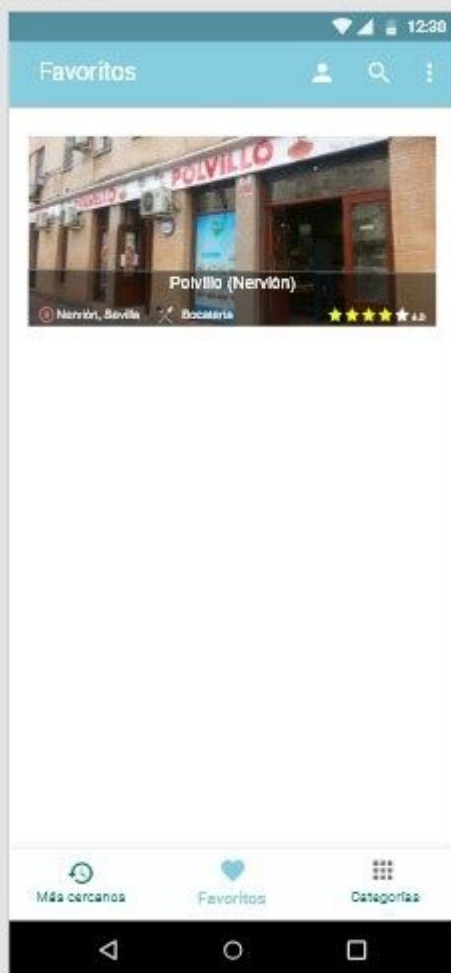 12:30
Favoritos
POLVILLO
Polvillo (Nervión)
Nervión, Sevilla Bocatería
4.0
Más cercanos Favoritos Categorías